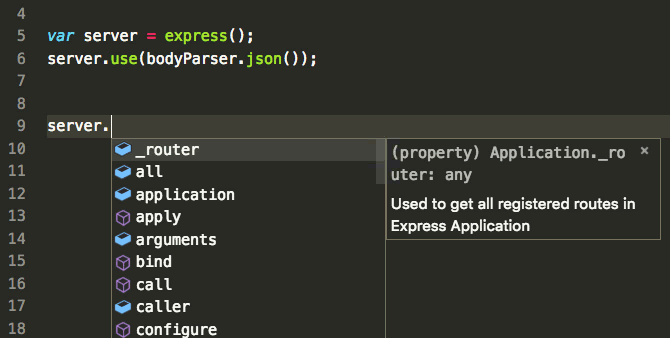 4
5 var server = express();
6 server.use(bodyParser.json());
7
8
9 server.
10 _router
11 all
12 application
13 apply
14 arguments
15 bind
16 call
17 caller
18 configure
(property) Application._ro ×
uter: any
Used to get all registered routes in
Express Application